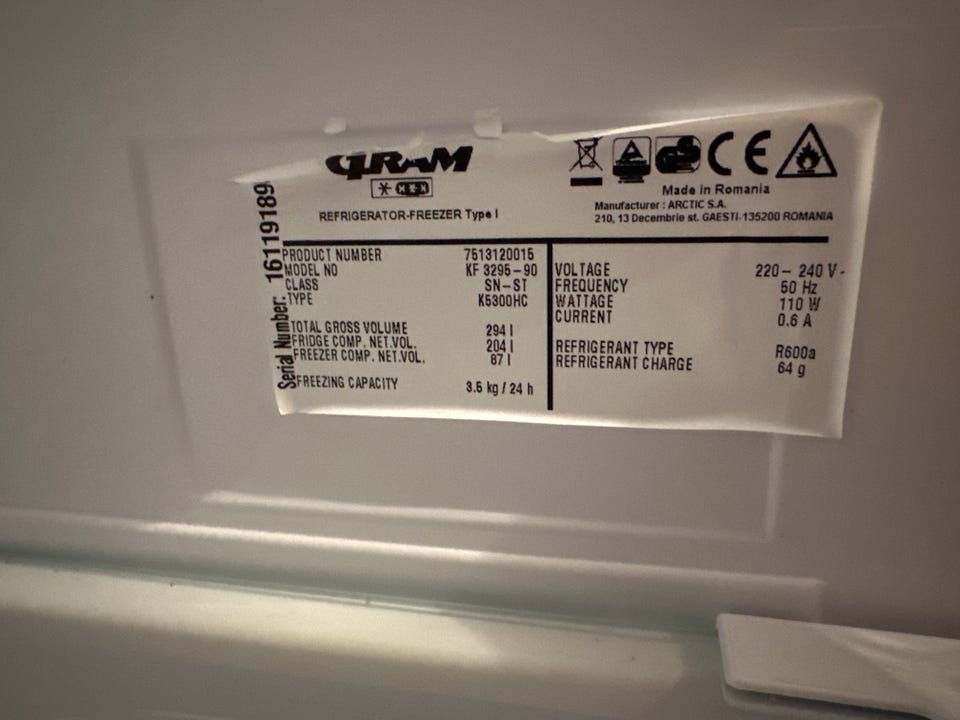 GRAM
REFRIGERATOR-FREEZER Type I
CE
Made in Romania
Manufacturer : ARCTIC S.A.
210, 13 Decembrie st. GAESTI-135200 ROMANIA
Serial Number: 16119189
PRODUCT NUMBER 7513120015
MODEL NO KF 3295-90
CLASS SN-ST
TYPE K5300HC
TOTAL GROSS VOLUME 294 l
FRIDGE COMP. NET.VOL. 204 l
FREEZER COMP. NET.VOL. 87 l
FREEZING CAPACITY 3.5 kg / 24 h
VOLTAGE 220- 240 V~
FREQUENCY 50 Hz
WATTAGE 110 W
CURRENT 0.6 A
REFRIGERANT TYPE R600a
REFRIGERANT CHARGE 64 g